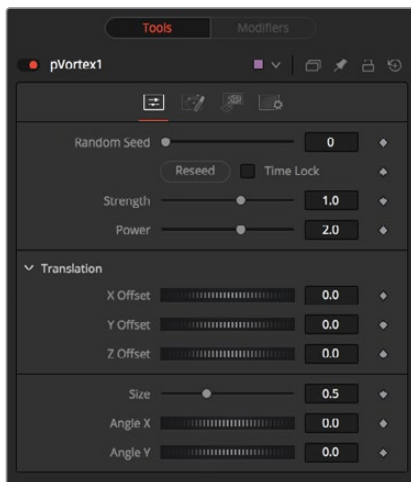 Tools Modifiers
pVortex1
Random Seed 0
Reseed Time Lock
Strength 1.0
Power 2.0
Translation
X Offset 0.0
Y Offset 0.0
Z Offset 0.0
Size 0.5
Angle X 0.0
Angle Y 0.0